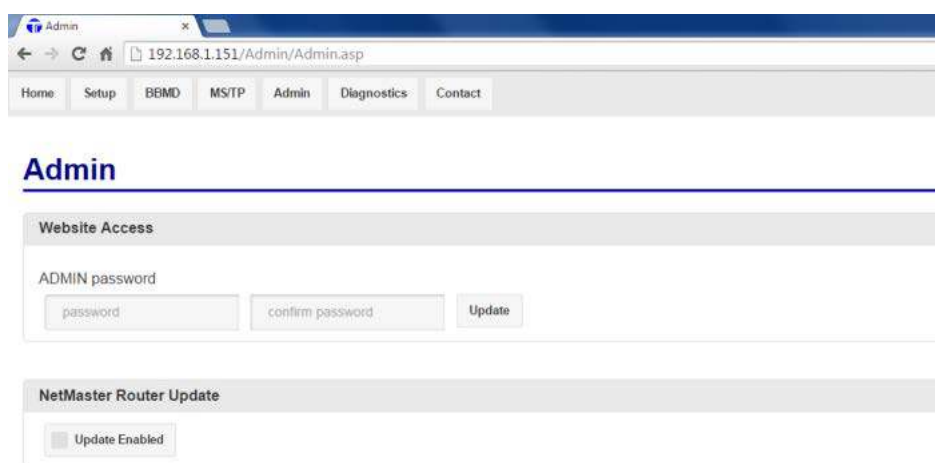 Admin
192.168.1.151/Admin/Admin.asp
Home Setup BBMD MS/TP Admin Diagnostics Contact
Admin
Website Access
ADMIN password
password confirm password Update
NetMaster Router Update
Update Enabled